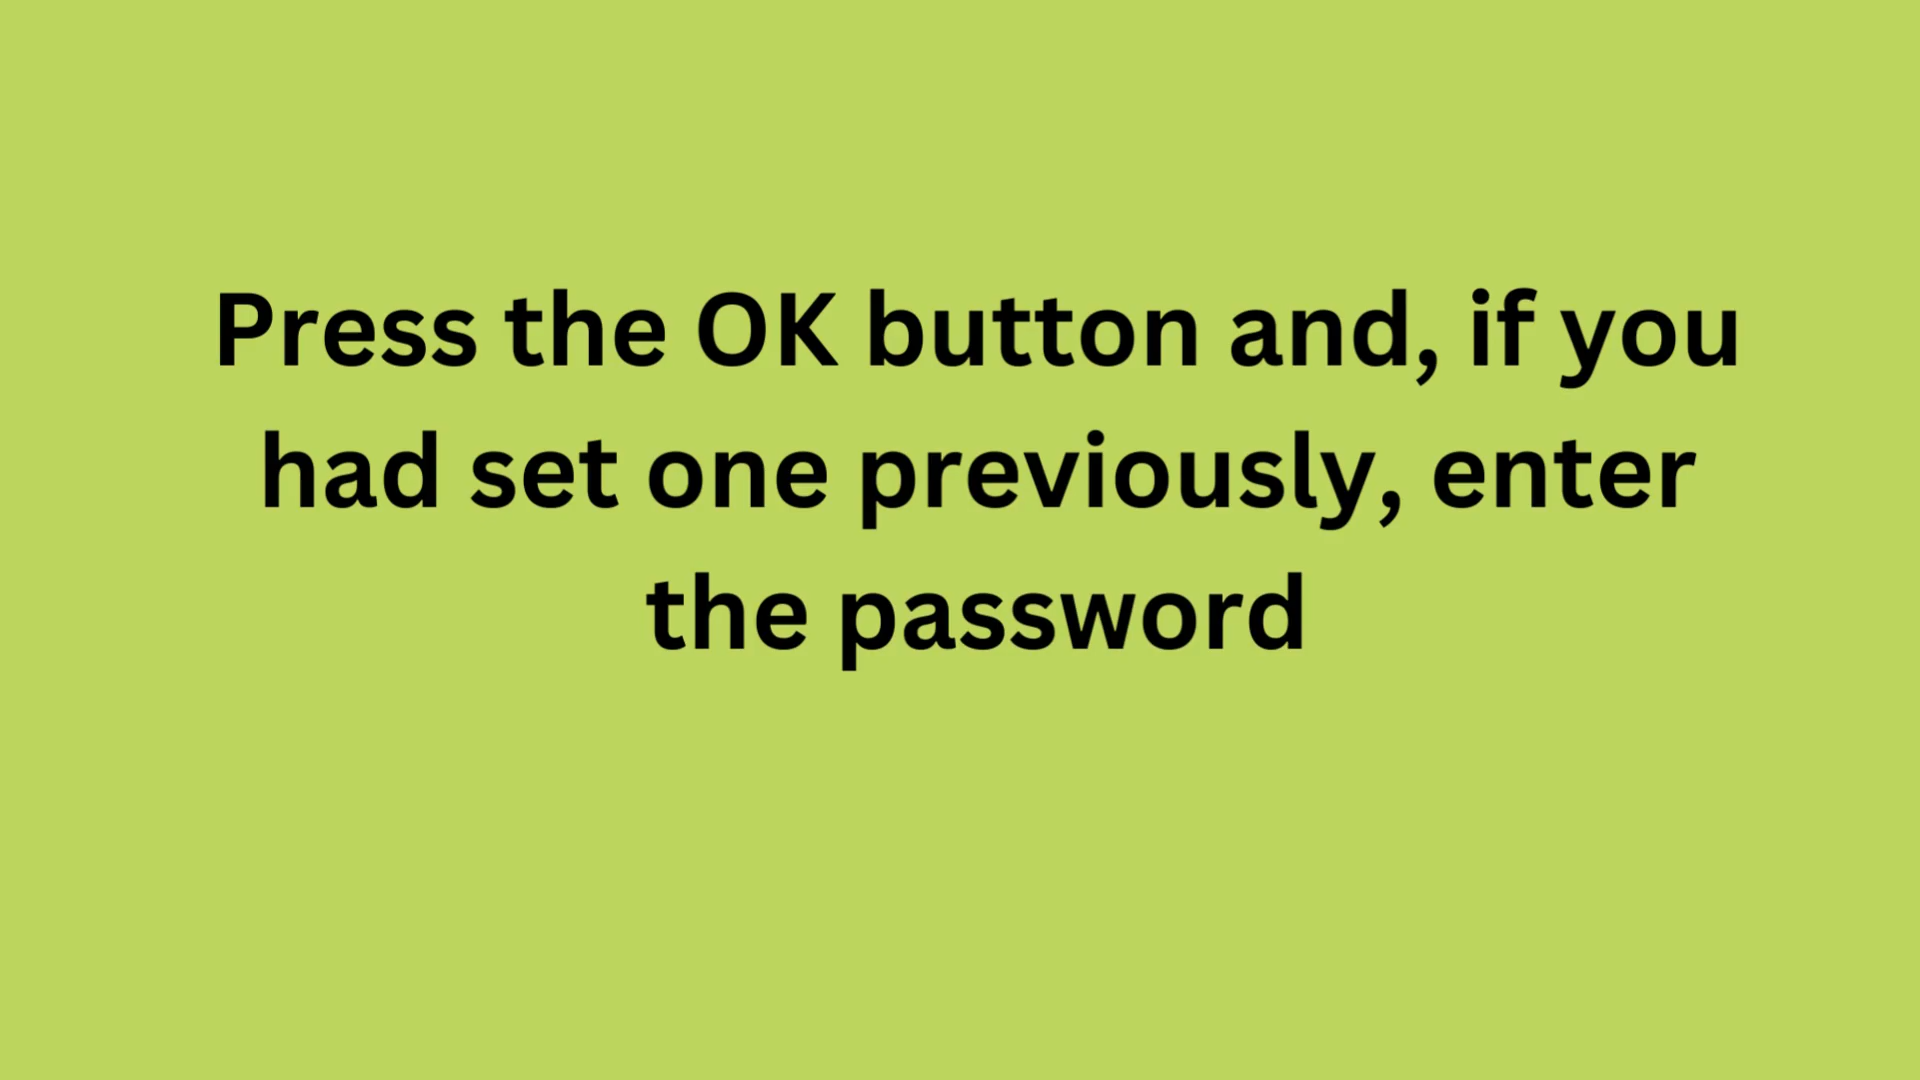 Press the OK button and, if you
had set one previously, enter
the password